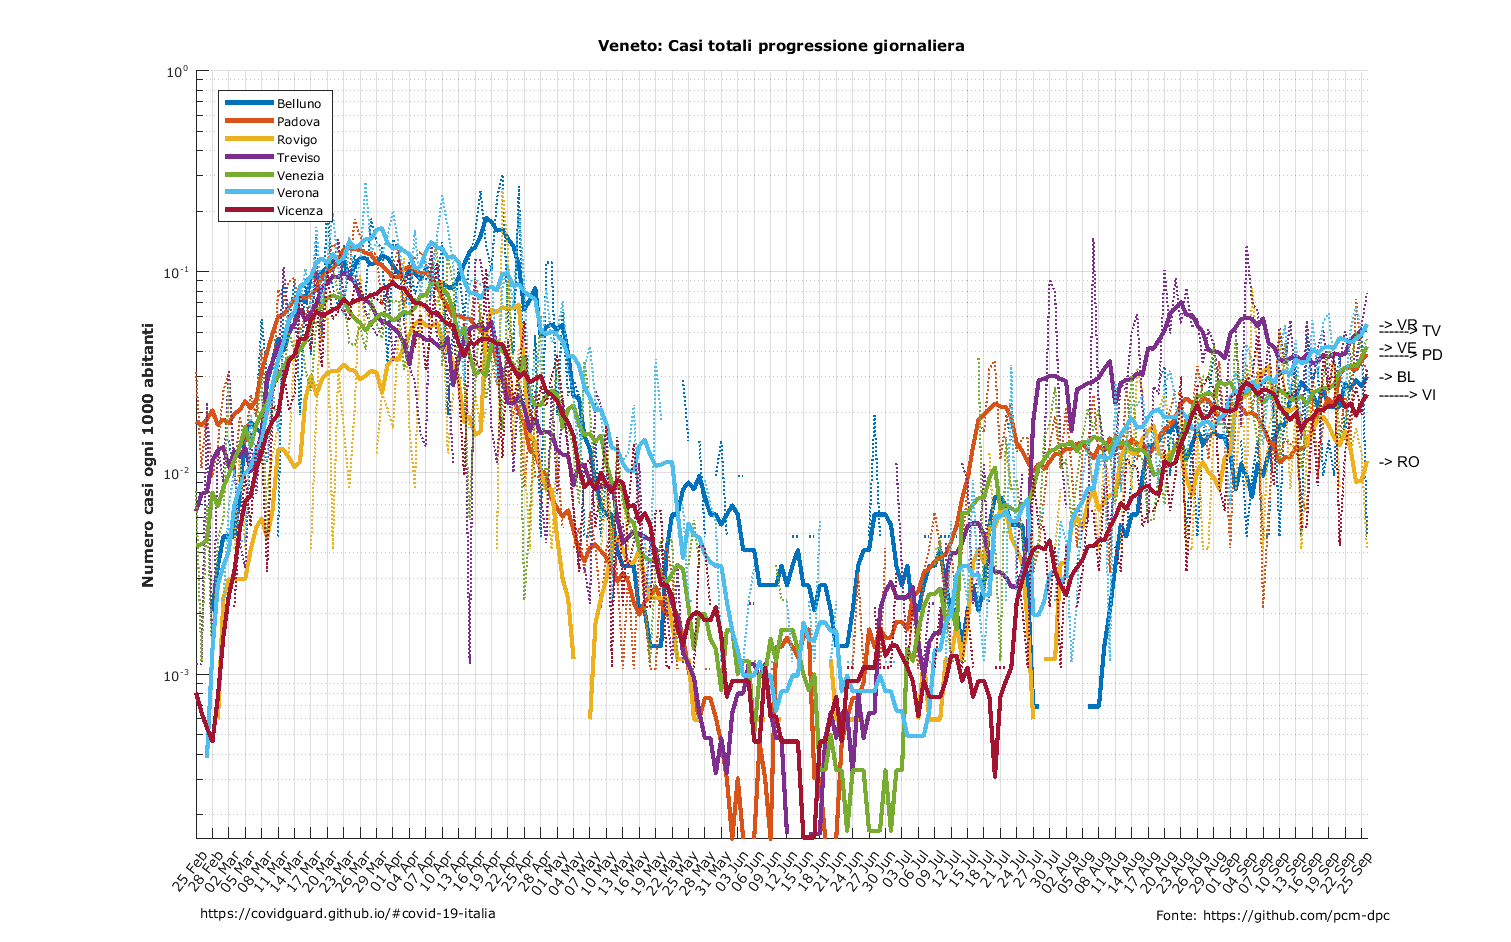 Veneto: Casi totali progressione giornaliera
Numero casi ogni 1000 abitanti
10⁰
10⁻¹
10⁻²
10⁻³
Belluno
Padova
Rovigo
Treviso
Venezia
Verona
Vicenza
-> VR
------> TV
-> VE
------> PD
-> BL
------> VI
-> RO
25 Feb
28 Feb
02 Mar
05 Mar
08 Mar
11 Mar
14 Mar
17 Mar
20 Mar
23 Mar
26 Mar
29 Mar
01 Apr
04 Apr
07 Apr
10 Apr
13 Apr
16 Apr
19 Apr
22 Apr
25 Apr
28 Apr
01 May
04 May
07 May
10 May
13 May
16 May
19 May
22 May
25 May
28 May
31 May
03 Jun
06 Jun
09 Jun
12 Jun
15 Jun
18 Jun
21 Jun
24 Jun
27 Jun
30 Jun
03 Jul
06 Jul
09 Jul
12 Jul
15 Jul
18 Jul
21 Jul
24 Jul
27 Jul
30 Jul
02 Aug
05 Aug
08 Aug
11 Aug
14 Aug
17 Aug
20 Aug
23 Aug
26 Aug
29 Aug
01 Sep
04 Sep
07 Sep
10 Sep
13 Sep
16 Sep
19 Sep
22 Sep
25 Sep
https://covidguard.github.io/#covid-19-italia
Fonte: https://github.com/pcm-dpc